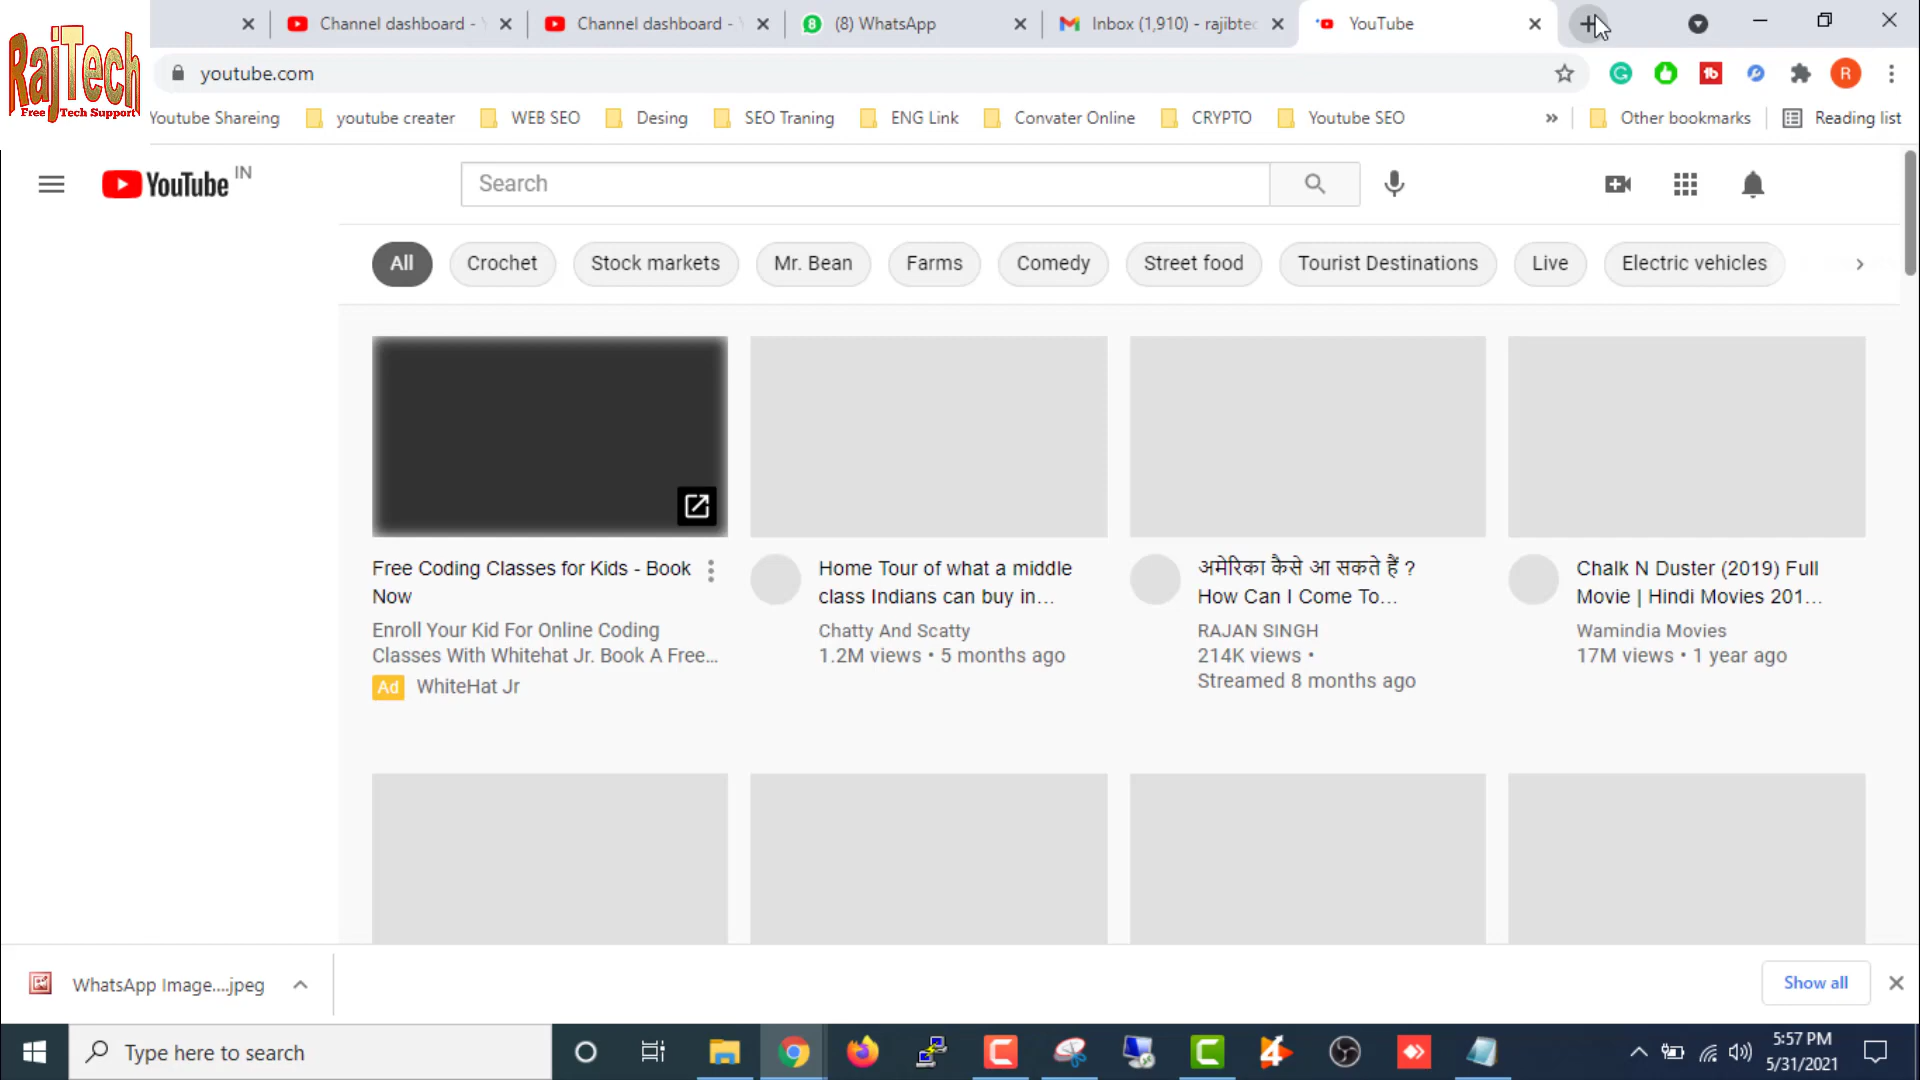 RajTech
Free Tech Support
Channel dashboard -
Channel dashboard -
(8) WhatsApp
Inbox (1,910) - rajibtec
YouTube
youtube.com
R
Youtube Shareing
youtube creater
WEB SEO
Desing
SEO Traning
ENG Link
Convater Online
CRYPTO
Youtube SEO
Other bookmarks
Reading list
YouTube IN
Search
All
Crochet
Stock markets
Mr. Bean
Farms
Comedy
Street food
Tourist Destinations
Live
Electric vehicles
Free Coding Classes for Kids - Book
Now
Enroll Your Kid For Online Coding
Classes With Whitehat Jr. Book A Free...
Ad WhiteHat Jr
Home Tour of what a middle
class Indians can buy in...
Chatty And Scatty
1.2M views • 5 months ago
अमेरिका कैसे आ सकते हैं ?
How Can I Come To...
RAJAN SINGH
214K views •
Streamed 8 months ago
Chalk N Duster (2019) Full
Movie | Hindi Movies 201...
Wamindia Movies
17M views • 1 year ago
WhatsApp Image....jpeg
Show all
Type here to search
5:57 PM
5/31/2021